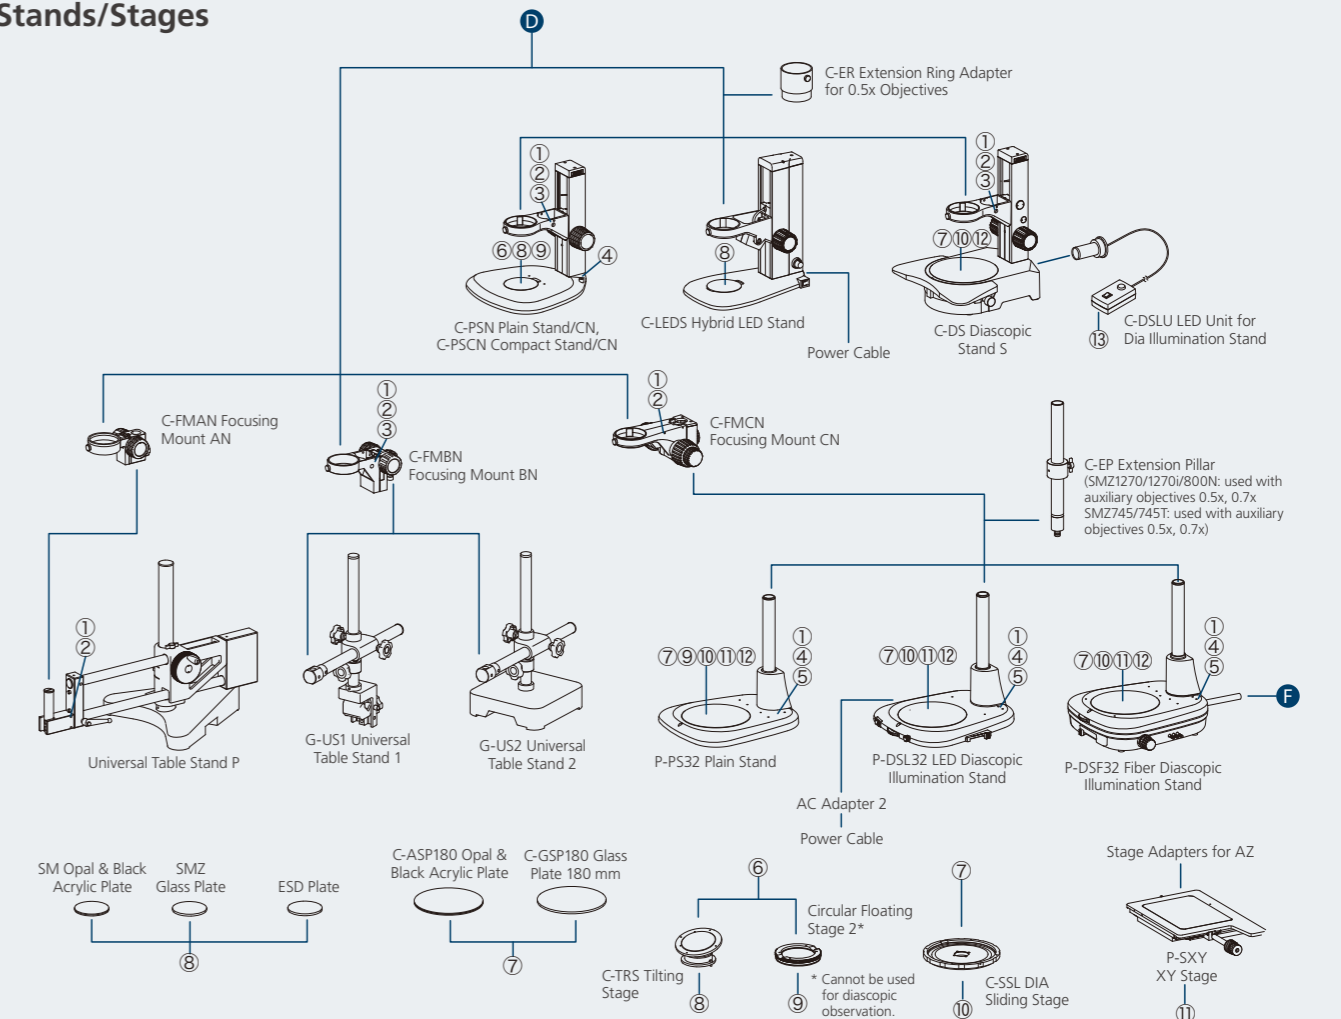 Stands/Stages
D
C-ER Extension Ring Adapter
for 0.5x Objectives
①
②
③
⑥⑧⑨
④
C-PSN Plain Stand/CN,
C-PSCN Compact Stand/CN
⑧
C-LEDS Hybrid LED Stand
Power Cable
①
②
③
⑦⑩⑫
C-DS Diascopic
Stand S
⑬
C-DSLU LED Unit for
Dia Illumination Stand
C-FMAN Focusing
Mount AN
①
②
③
C-FMBN
Focusing Mount BN
①
②
C-FMCN
Focusing Mount CN
C-EP Extension Pillar
(SMZ1270/1270i/800N: used with
auxiliary objectives 0.5x, 0.7x
SMZ745/745T: used with auxiliary
objectives 0.5x, 0.7x)
①
②
Universal Table Stand P
G-US1 Universal
Table Stand 1
G-US2 Universal
Table Stand 2
⑦⑨⑩⑪⑫
①
④
⑤
P-PS32 Plain Stand
⑦⑩⑪⑫
①
④
⑤
P-DSL32 LED Diascopic
Illumination Stand
AC Adapter 2
Power Cable
⑦⑩⑪⑫
①
④
⑤
F
P-DSF32 Fiber Diascopic
Illumination Stand
SM Opal & Black
Acrylic Plate
SMZ
Glass Plate
ESD Plate
⑧
C-ASP180 Opal &
Black Acrylic Plate
C-GSP180 Glass
Plate 180 mm
⑦
⑥
C-TRS Tilting
Stage
⑧
Circular Floating
Stage 2*
⑨
* Cannot be used
for diascopic
observation.
⑦
⑩
C-SSL DIA
Sliding Stage
Stage Adapters for AZ
P-SXY
XY Stage
⑪